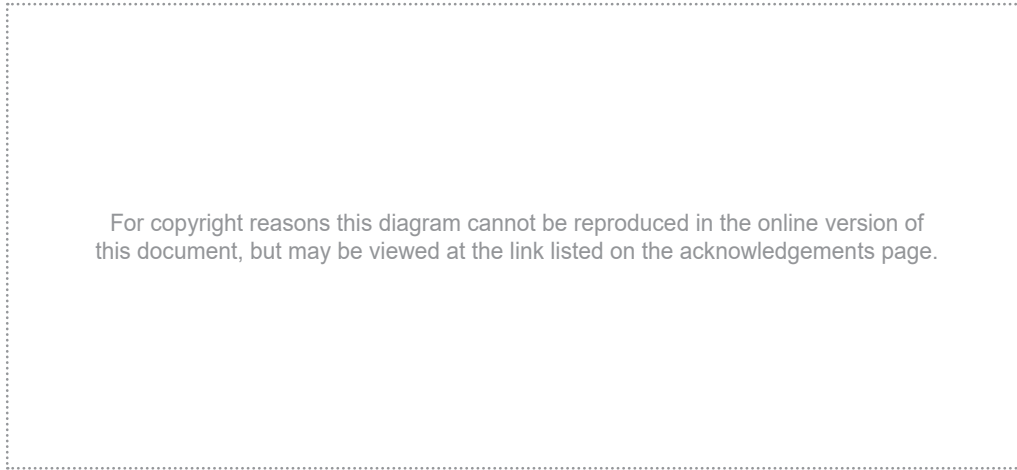 For copyright reasons this diagram cannot be reproduced in the online version of
this document, but may be viewed at the link listed on the acknowledgements page.